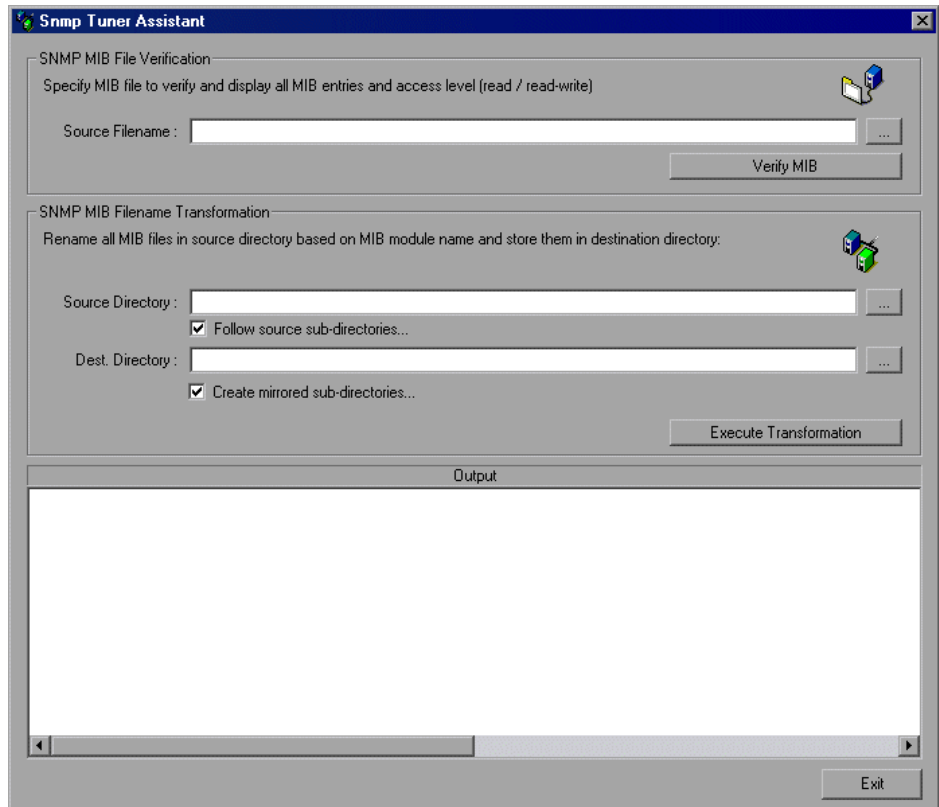 Snmp Tuner Assistant
SNMP MIB File Verification
Specify MIB file to verify and display all MIB entries and access level (read / read-write)
Source Filename :
...
Verify MIB
SNMP MIB Filename Transformation
Rename all MIB files in source directory based on MIB module name and store them in destination directory:
Source Directory :
...
Follow source sub-directories...
Dest. Directory :
...
Create mirrored sub-directories...
Execute Transformation
Output
Exit